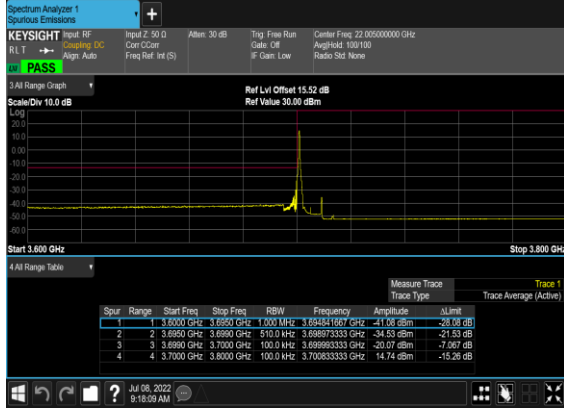 Spectrum Analyzer 1
Spurious Emissions
KEYSIGHT Input: RF Input Z: 50 Ω Atten: 30 dB Trig: Free Run Center Freq: 22.005000000 GHz
RLT Coupling: DC Corr CCorr Gate: Off Avg|Hold: 100/100
Align: Auto Freq Ref: Int (S) IF Gain: Low Radio Std: None
PASS
3 All Range Graph
Ref Lvl Offset 15.52 dB
Scale/Div 10.0 dB Ref Value 30.00 dBm
Log
20.0
10.0
0.00
-10.0
-20.0
-30.0
-40.0
-50.0
-60.0
Start 3.600 GHz Stop 3.800 GHz
4 All Range Table
Measure Trace Trace 1
Trace Type Trace Average (Active)
Spur Range Start Freq Stop Freq RBW Frequency Amplitude ΔLimit
1 1 3.6000 GHz 3.6950 GHz 1.000 MHz 3.694841667 GHz -41.08 dBm -28.08 dB
2 2 3.6950 GHz 3.6990 GHz 510.0 kHz 3.698973333 GHz -34.53 dBm -21.53 dB
3 3 3.6990 GHz 3.7000 GHz 100.0 kHz 3.699993333 GHz -20.07 dBm -7.067 dB
4 4 3.7000 GHz 3.8000 GHz 100.0 kHz 3.700833333 GHz 14.74 dBm -15.26 dB
? Jul 08, 2022
9:18:09 AM